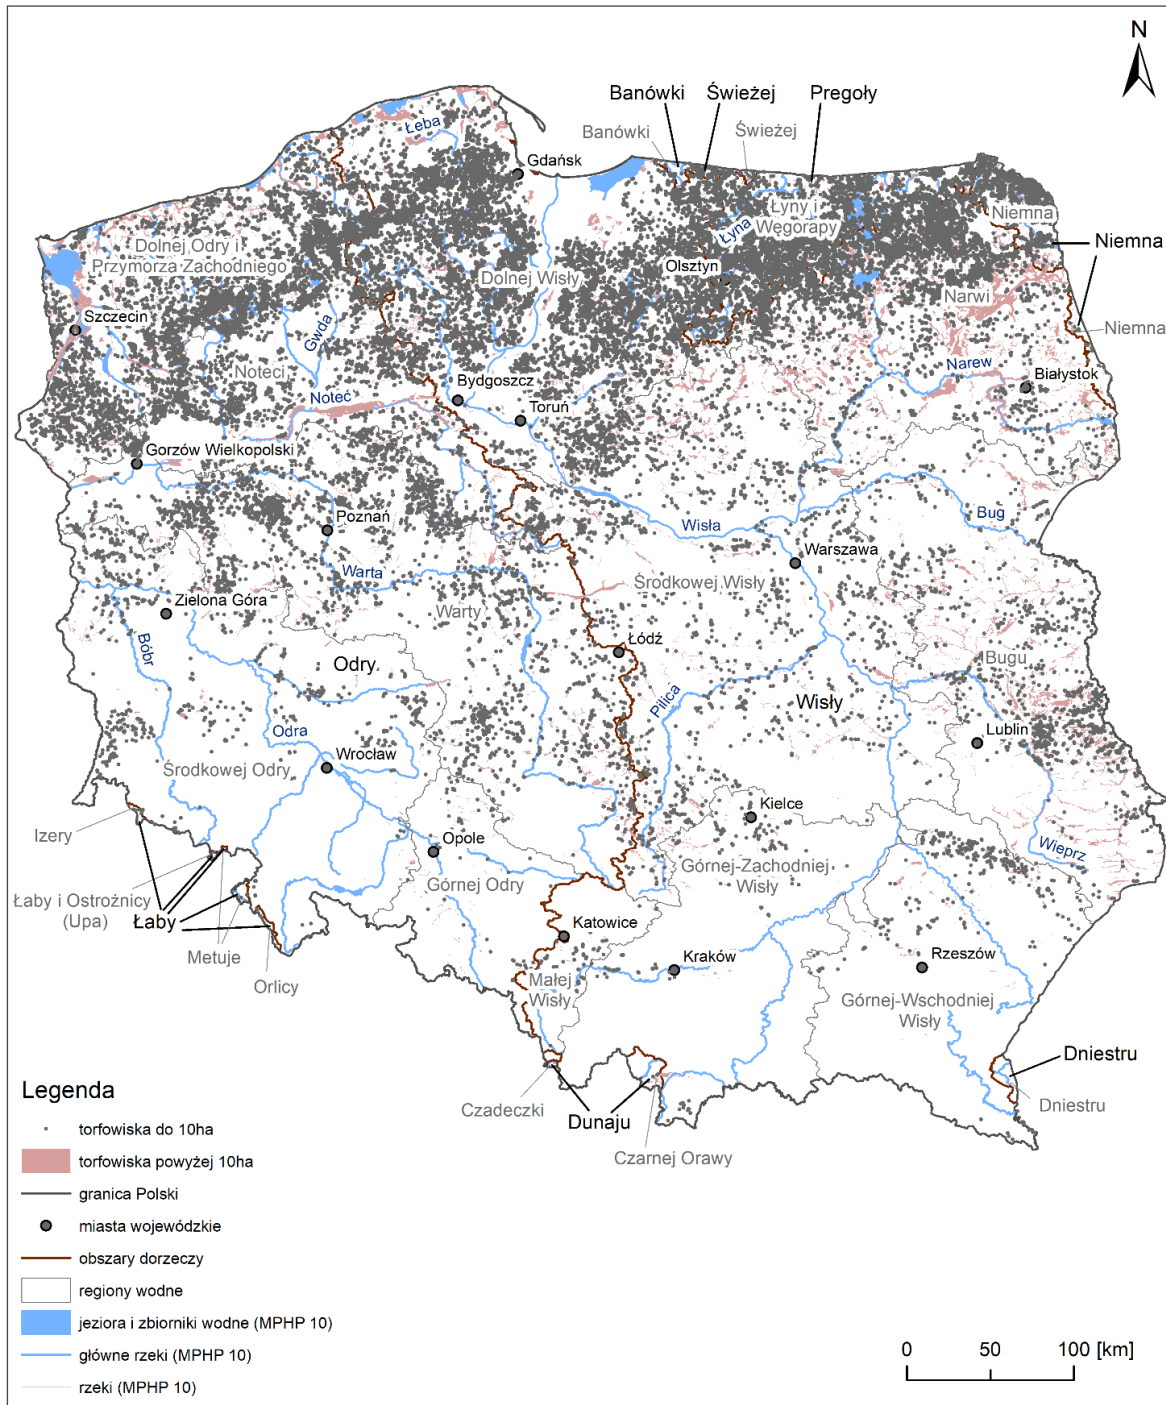 N
Banówki
Świeżej
Pregoły
Banówki
Świeżej
Łeba
Gdańsk
Łyny i
Węgorapy
Niemna
Łyna
Niemna
Dolnej Odry i
Przymorza Zachodniego
Dolnej Wisły
Olsztyn
Narwi
Szczecin
Gwda
Niemna
Noteci
Narew
Białystok
Bydgoszcz
Noteć
Toruń
Gorzów Wielkopolski
Poznań
Wisła
Bug
Warszawa
Warta
Środkowej Wisły
Zielona Góra
Warty
Bóbr
Łódź
Odry
Bugu
Pilica
Wisły
Odra
Lublin
Wrocław
Środkowej Odry
Kielce
Izery
Opole
Wieprz
Górnej Odry
Górnej-Zachodniej
Wisły
Łaby i Ostrożnicy
(Upa)
Łaby
Katowice
Metuje
Kraków
Rzeszów
Orlicy
Małej
Wisły
Górnej-Wschodniej
Wisły
Dniestru
Legenda
Czadeczki
Dunaju
Dniestru
torfowiska do 10ha
Czarnej Orawy
torfowiska powyżej 10ha
granica Polski
miasta wojewódzkie
obszary dorzeczy
regiony wodne
jeziora i zbiorniki wodne (MPHP 10)
główne rzeki (MPHP 10)
rzeki (MPHP 10)
0 50 100 [km]